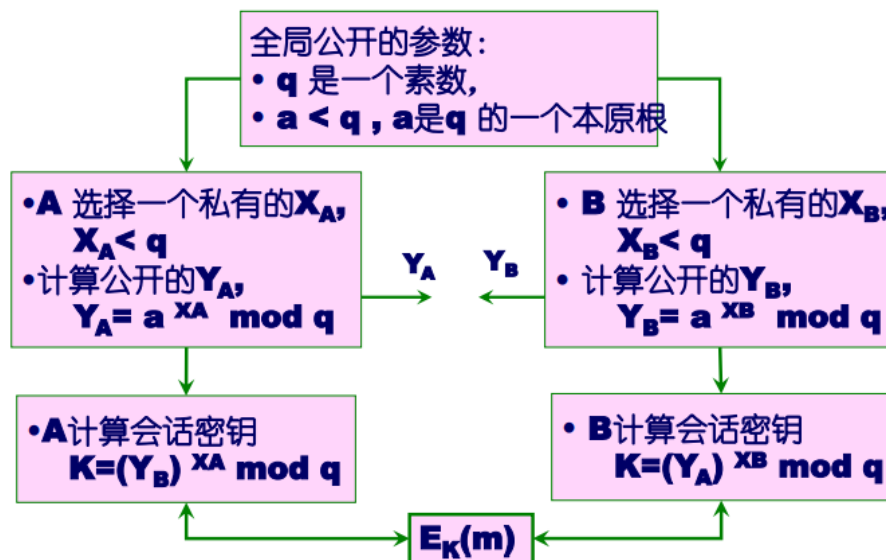 全局公开的参数：
• q 是一个素数,
• a < q , a是q 的一个本原根
•A 选择一个私有的XA,
XA< q
•计算公开的YA,
YA= a XA mod q
YA
YB
• B 选择一个私有的XB,
XB< q
• 计算公开的YB,
YB= a XB mod q
•A计算会话密钥
K=(YB) XA mod q
• B计算会话密钥
K=(YA) XB mod q
EK(m)